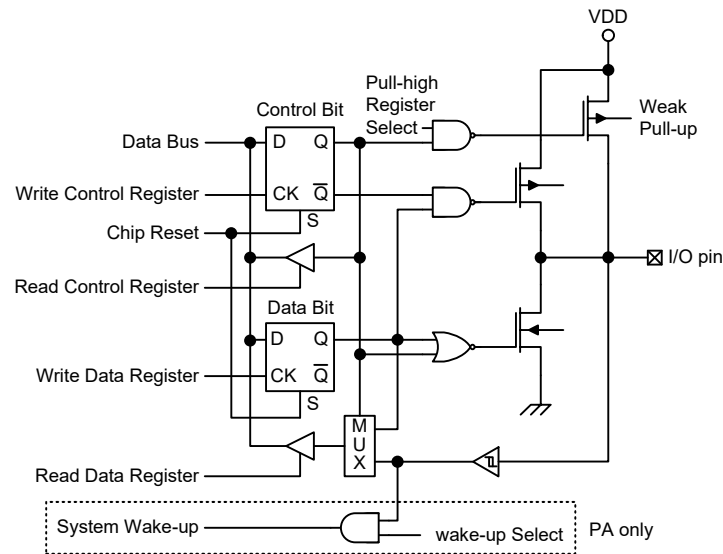 VDD
Pull-high
Register
Select
Weak
Pull-up
Control Bit
Data Bus
D Q
Write Control Register
CK Q̅
S
Chip Reset
I/O pin
Read Control Register
Data Bit
D Q
Write Data Register
CK Q̅
S
M
U
X
Read Data Register
System Wake-up
wake-up Select
PA only